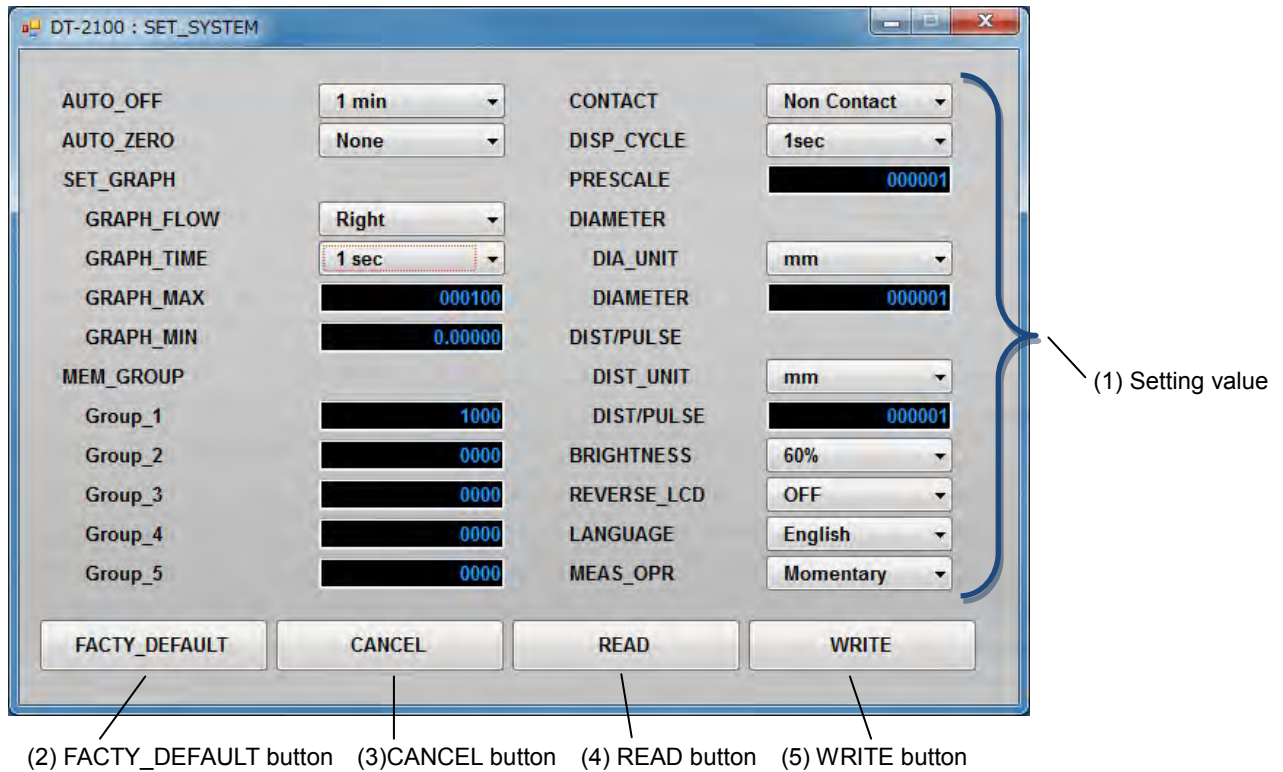 DT-2100 : SET_SYSTEM
AUTO_OFF 1 min CONTACT Non Contact
AUTO_ZERO None DISP_CYCLE 1sec
SET_GRAPH PRESCALE 000001
GRAPH_FLOW Right DIAMETER
GRAPH_TIME 1 sec DIA_UNIT mm
GRAPH_MAX 000100 DIAMETER 000001
GRAPH_MIN 0.00000 DIST/PULSE
MEM_GROUP DIST_UNIT mm
Group_1 1000 DIST/PULSE 000001
Group_2 0000 BRIGHTNESS 60%
Group_3 0000 REVERSE_LCD OFF
Group_4 0000 LANGUAGE English
Group_5 0000 MEAS_OPR Momentary
(1) Setting value
FACTY_DEFAULT CANCEL READ WRITE
(2) FACTY_DEFAULT button (3)CANCEL button (4) READ button (5) WRITE button